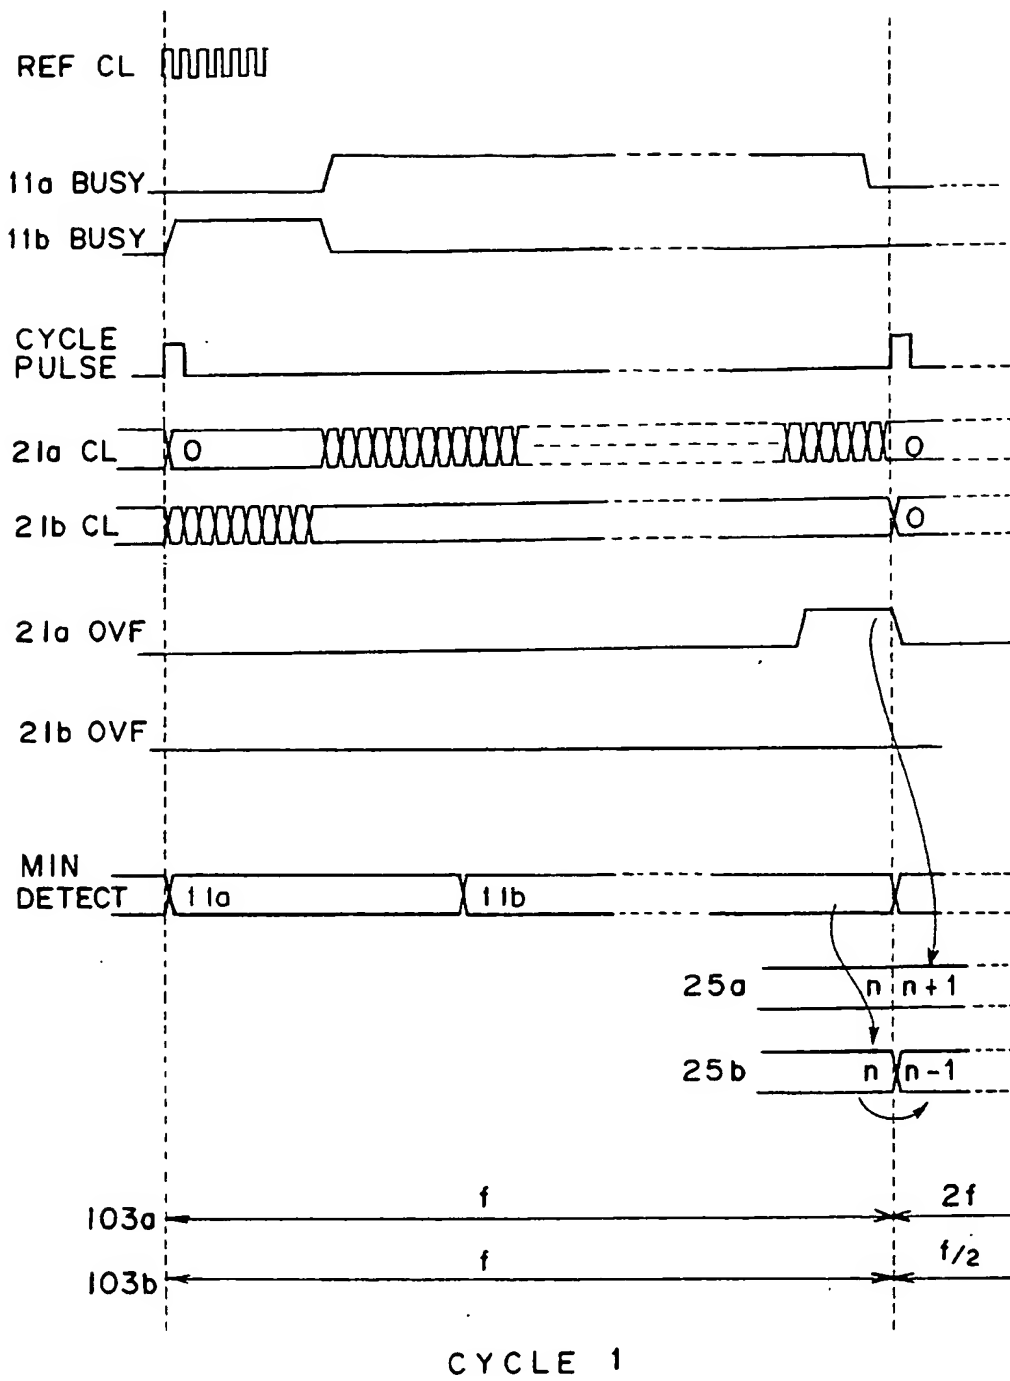 REF CL
11a BUSY
11b BUSY
CYCLE
PULSE
21a CL 0 0
21b CL 0
21a OVF
21b OVF
MIN
DETECT 11a 11b
25a n n+1
25b n n-1
103a f 2f
103b f f/2
CYCLE 1